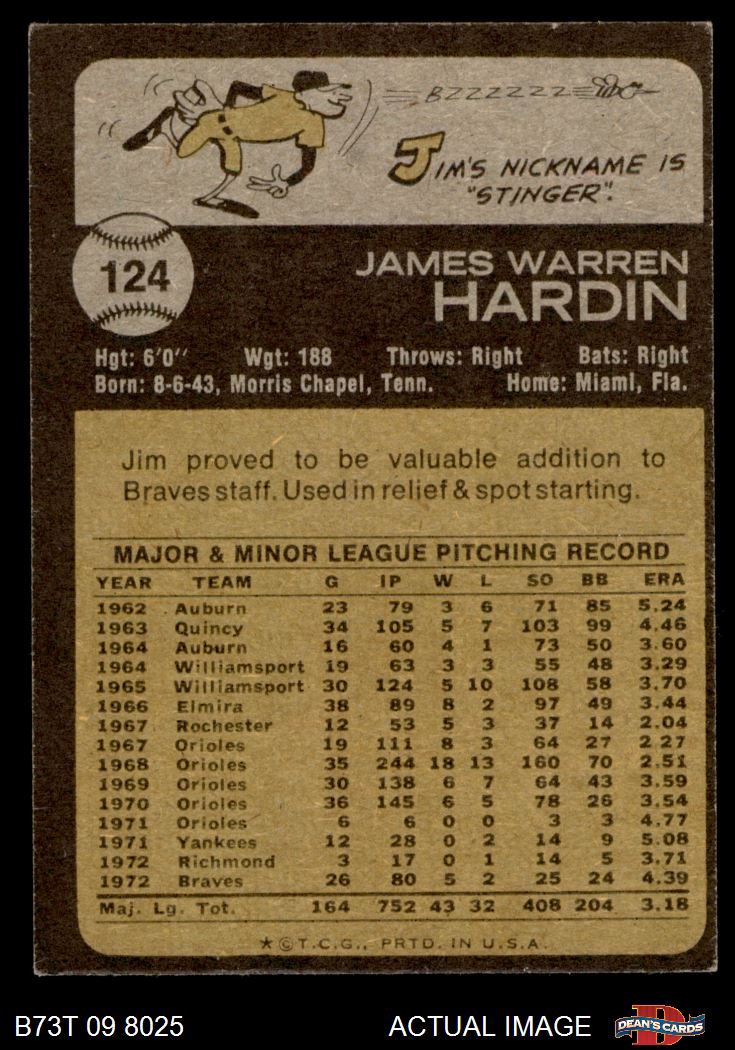 BZZZZZZZ
JIM'S NICKNAME IS
"STINGER".
124
JAMES WARREN
HARDIN
Hgt: 6'0" Wgt: 188 Throws: Right Bats: Right
Born: 8-6-43, Morris Chapel, Tenn. Home: Miami, Fla.
Jim proved to be valuable addition to
Braves staff. Used in relief & spot starting.
MAJOR & MINOR LEAGUE PITCHING RECORD
YEAR TEAM G IP W L SO BB ERA
1962 Auburn 23 79 3 6 71 85 5.24
1963 Quincy 34 105 5 7 103 99 4.46
1964 Auburn 16 60 4 1 73 50 3.60
1964 Williamsport 19 63 3 3 55 48 3.29
1965 Williamsport 30 124 5 10 108 58 3.70
1966 Elmira 38 89 8 2 97 49 3.44
1967 Rochester 12 53 5 3 37 14 2.04
1967 Orioles 19 111 8 3 64 27 2 27
1968 Orioles 35 244 18 13 160 70 2.51
1969 Orioles 30 138 6 7 64 43 3.59
1970 Orioles 36 145 6 5 78 26 3.54
1971 Orioles 6 6 0 0 3 3 4.77
1971 Yankees 12 28 0 2 14 9 5.08
1972 Richmond 3 17 0 1 14 5 3.71
1972 Braves 26 80 5 2 25 24 4.39
Maj. Lg. Tot. 164 752 43 32 408 204 3.18
★©T.C.G., PRTD. IN U.S.A.
B73T 09 8025 ACTUAL IMAGE DEAN'S CARDS